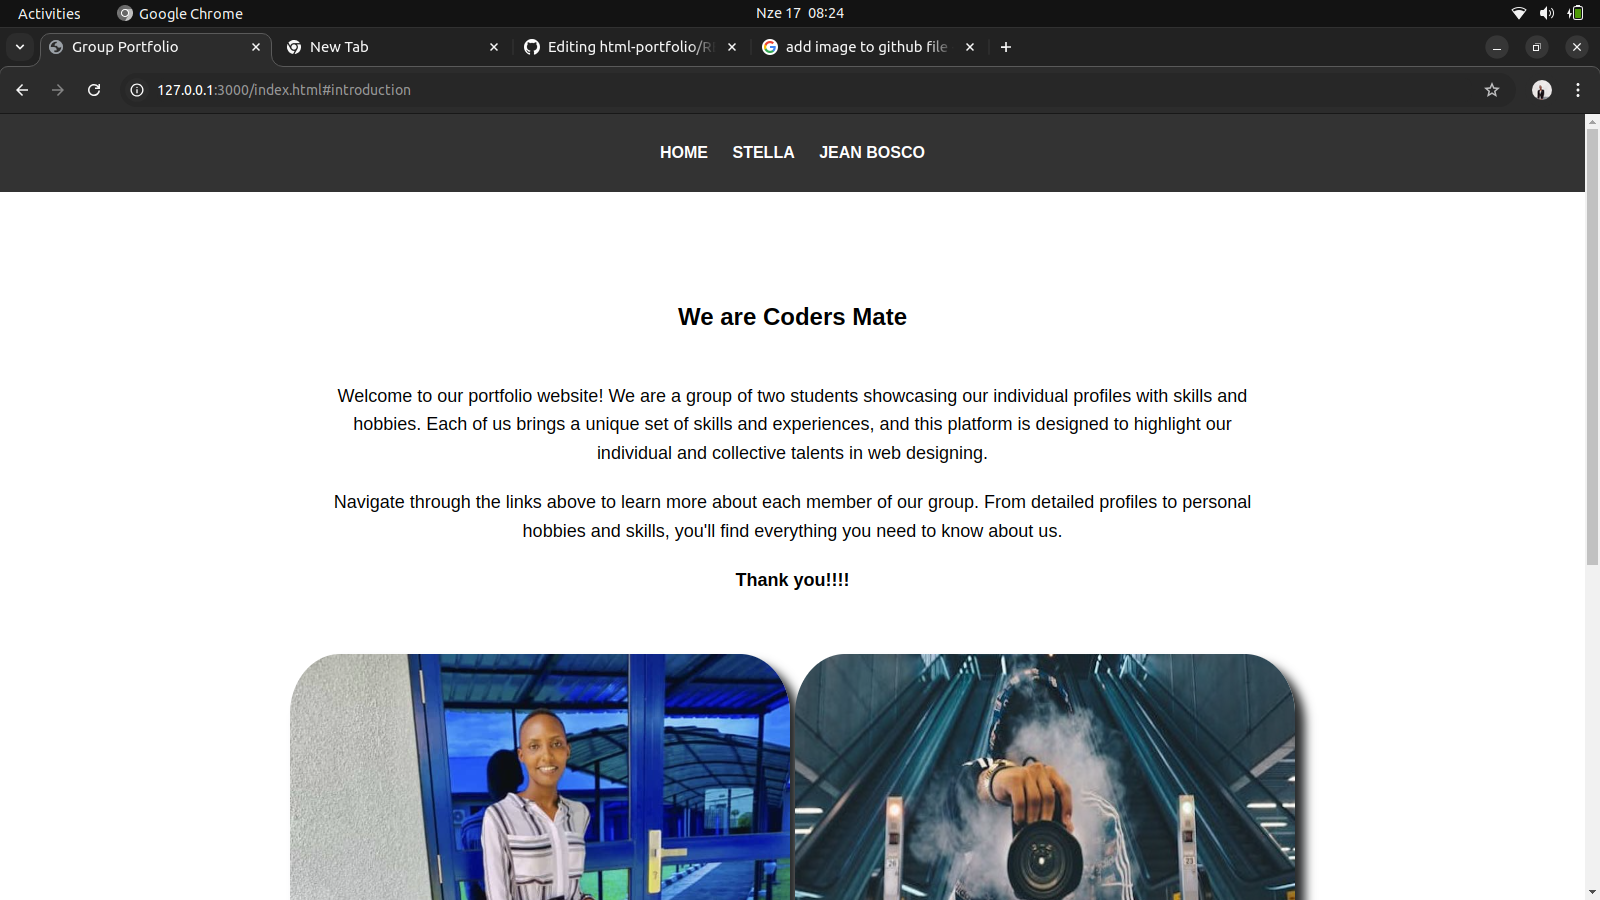 Activities
Google Chrome
Nze 17 08:24
Group Portfolio
New Tab
Editing html-portfolio/R
add image to github file
127.0.0.1:3000/index.html#introduction
HOME
STELLA
JEAN BOSCO
We are Coders Mate
Welcome to our portfolio website! We are a group of two students showcasing our individual profiles with skills and
hobbies. Each of us brings a unique set of skills and experiences, and this platform is designed to highlight our
individual and collective talents in web designing.
Navigate through the links above to learn more about each member of our group. From detailed profiles to personal
hobbies and skills, you'll find everything you need to know about us.
Thank you!!!!